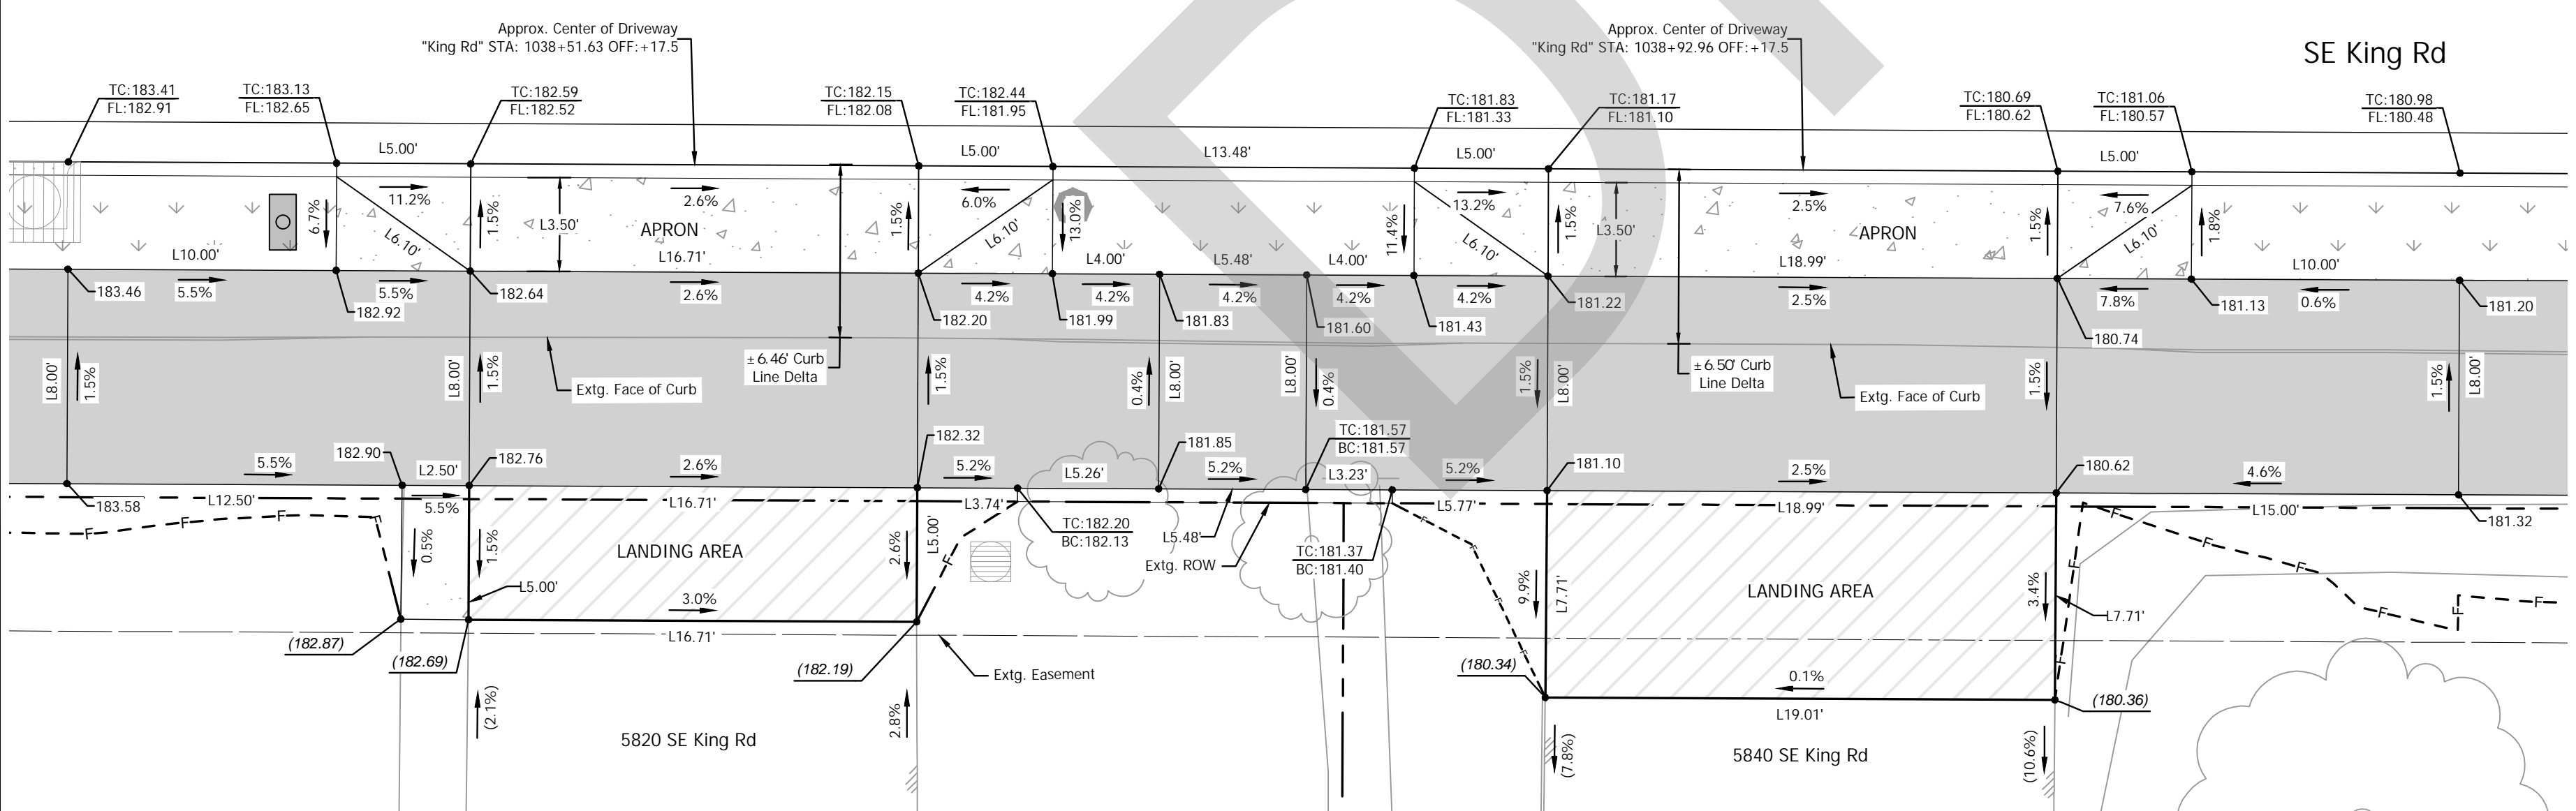 Approx. Center of Driveway
"King Rd" STA: 1038+51.63 OFF:+17.5
Approx. Center of Driveway
"King Rd" STA: 1038+92.96 OFF:+17.5
SE King Rd
TC:183.41
FL:182.91
TC:183.13
FL:182.65
TC:182.59
FL:182.52
TC:182.15
FL:182.08
TC:182.44
FL:181.95
TC:181.83
FL:181.33
TC:181.17
FL:181.10
TC:180.69
FL:180.62
TC:181.06
FL:180.57
TC:180.98
FL:180.48
L5.00'
L5.00'
L13.48'
L5.00'
L5.00'
6.7%
11.2%
L6.10'
1.5%
L3.50'
2.6%
APRON
L16.71'
1.5%
6.0%
L6.10'
13.0%
11.4%
13.2%
L6.10'
1.5%
L3.50'
2.5%
APRON
L18.99'
1.5%
7.6%
L6.10'
1.8%
L10.00'
L4.00'
L5.48'
L4.00'
L10.00'
183.46
5.5%
182.92
5.5%
182.64
2.6%
182.20
4.2%
181.99
4.2%
181.83
4.2%
181.60
4.2%
181.43
4.2%
181.22
2.5%
180.74
7.8%
181.13
0.6%
181.20
L8.00'
1.5%
L8.00'
1.5%
Extg. Face of Curb
±6.46' Curb
Line Delta
1.5%
0.4%
L8.00'
L8.00'
0.4%
1.5%
L8.00'
±6.50' Curb
Line Delta
Extg. Face of Curb
1.5%
1.5%
L8.00'
5.5%
182.90
L2.50'
182.76
2.6%
182.32
5.2%
L5.26'
181.85
5.2%
TC:181.57
BC:181.57
L3.23'
5.2%
181.10
2.5%
180.62
4.6%
183.58
L12.50'
5.5%
L16.71'
L3.74'
TC:182.20
BC:182.13
L5.48'
Extg. ROW
TC:181.37
BC:181.40
L5.77'
L18.99'
L15.00'
181.32
F
F
F
F
0.5%
1.5%
L5.00'
LANDING AREA
3.0%
L16.71'
2.6%
L5.00'
F
9.9%
L7.71'
LANDING AREA
0.1%
L19.01'
3.4%
L7.71'
F
F
F
F
F
F
F
F
F
F
F
(182.87)
(182.69)
(182.19)
Extg. Easement
(180.34)
(180.36)
(2.1%)
5820 SE King Rd
2.8%
(7.8%)
5840 SE King Rd
(10.6%)